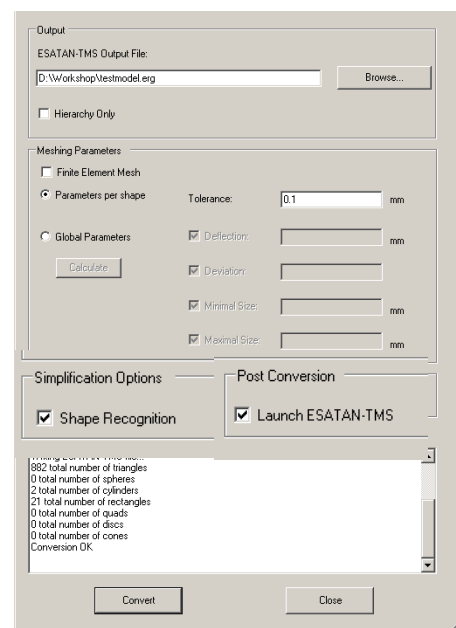 Output
ESATAN-TMS Output File:
D:\Workshop\testmodel.erg
Browse...
Hierarchy Only
Meshing Parameters
Finite Element Mesh
Parameters per shape
Tolerance:
0.1
mm
Global Parameters
Deflection:
mm
Calculate
Deviation:
Minimal Size:
mm
Maximal Size:
mm
Simplification Options
Post Conversion
Shape Recognition
Launch ESATAN-TMS
882 total number of triangles
0 total number of spheres
2 total number of cylinders
21 total number of rectangles
0 total number of quads
0 total number of discs
0 total number of cones
Conversion OK
Convert
Close